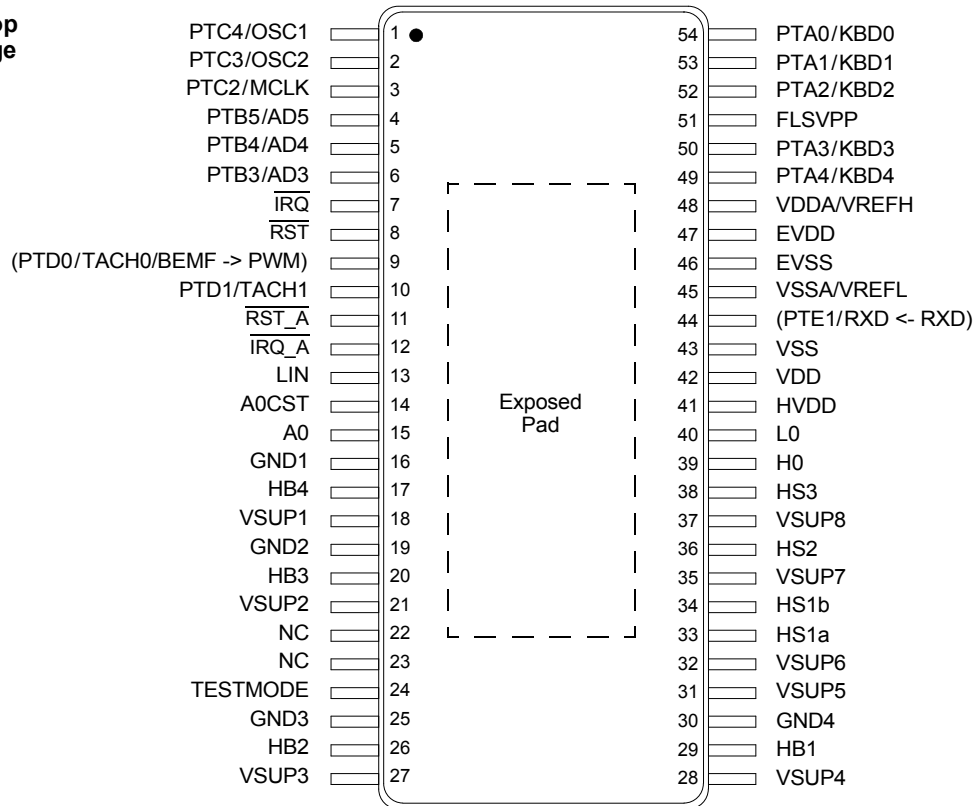 op
ge
PTC4/OSC1 1 54 PTA0/KBD0
PTC3/OSC2 2 53 PTA1/KBD1
PTC2/MCLK 3 52 PTA2/KBD2
PTB5/AD5 4 51 FLSVPP
PTB4/AD4 5 50 PTA3/KBD3
PTB3/AD3 6 49 PTA4/KBD4
IRQ 7 48 VDDA/VREFH
RST 8 47 EVDD
(PTD0/TACH0/BEMF -> PWM) 9 46 EVSS
PTD1/TACH1 10 45 VSSA/VREFL
RST_A 11 44 (PTE1/RXD <- RXD)
IRQ_A 12 43 VSS
LIN 13 42 VDD
A0CST 14 Exposed 41 HVDD
A0 15 Pad 40 L0
GND1 16 39 H0
HB4 17 38 HS3
VSUP1 18 37 VSUP8
GND2 19 36 HS2
HB3 20 35 VSUP7
VSUP2 21 34 HS1b
NC 22 33 HS1a
NC 23 32 VSUP6
TESTMODE 24 31 VSUP5
GND3 25 30 GND4
HB2 26 29 HB1
VSUP3 27 28 VSUP4